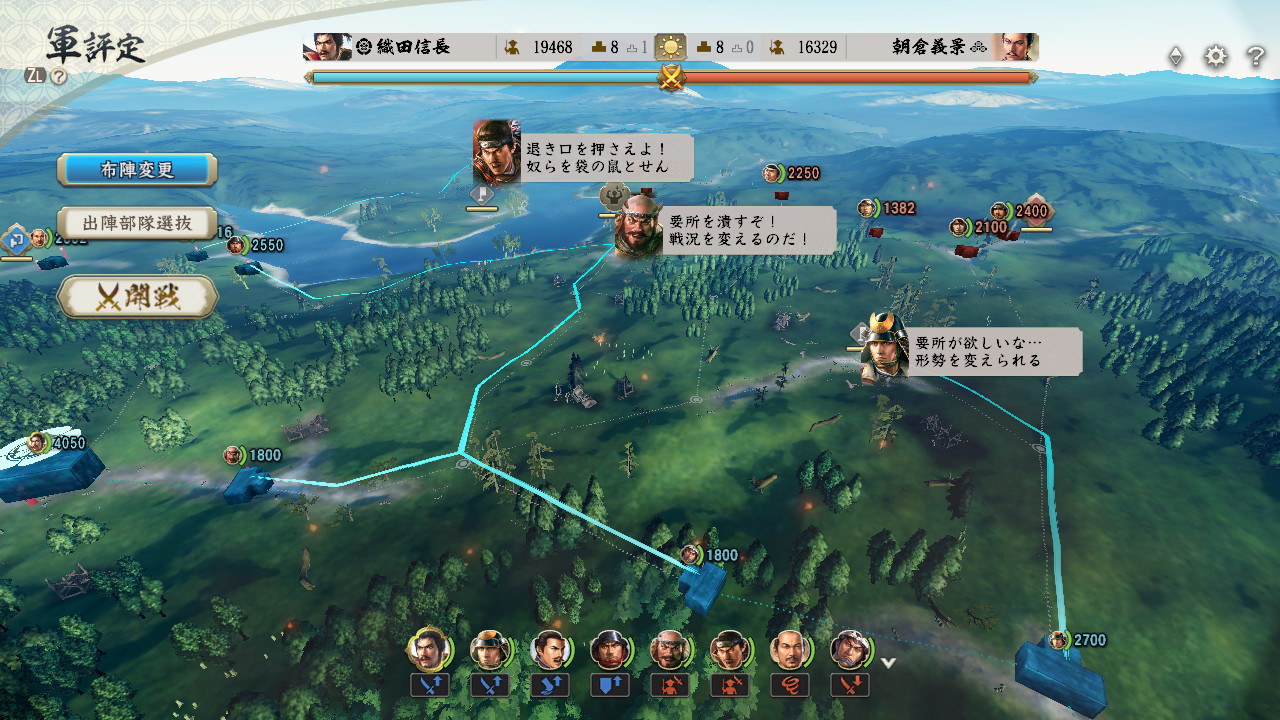 軍評定
ZL ?
織田信長 19468 8 1 8 0 16329 朝倉義景
?
退き口を押さえよ!
奴らを袋の鼠とせん
2250
布陣変更
要所を潰すぞ!
戦況を変えるのだ!
1382
2400
2100
出陣部隊選抜
16
2550
開戦
要所が欲しいな…
形勢を変えられる
4050
1800
1800
2700